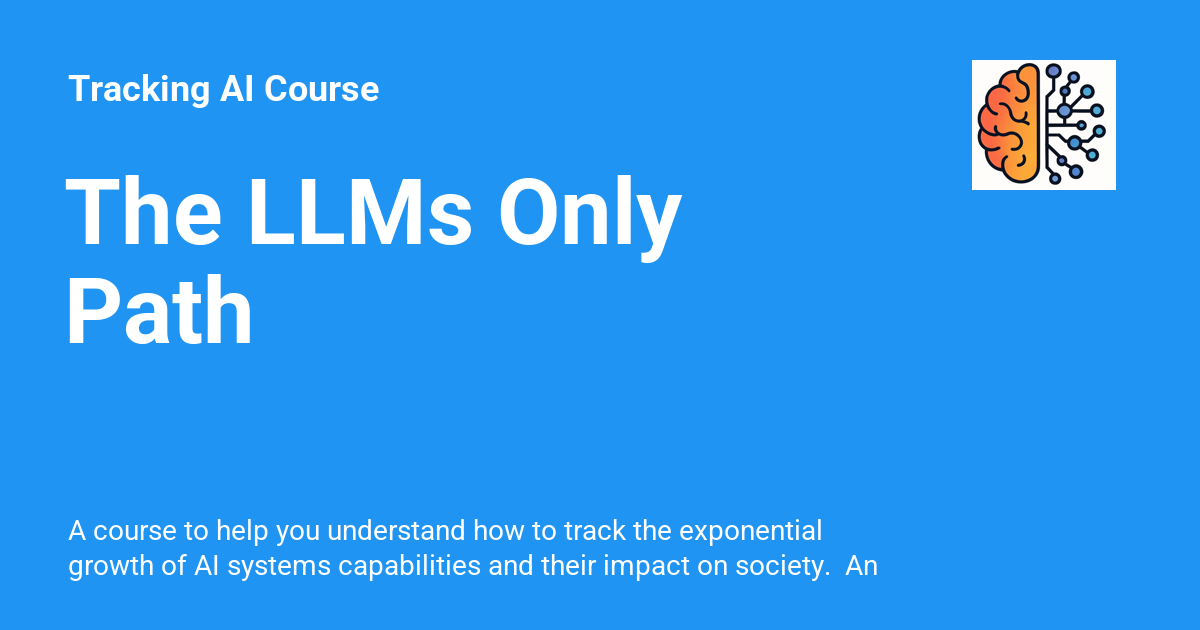 Tracking AI Course
The LLMs Only
Path
A course to help you understand how to track the exponential
growth of AI systems capabilities and their impact on society.  An